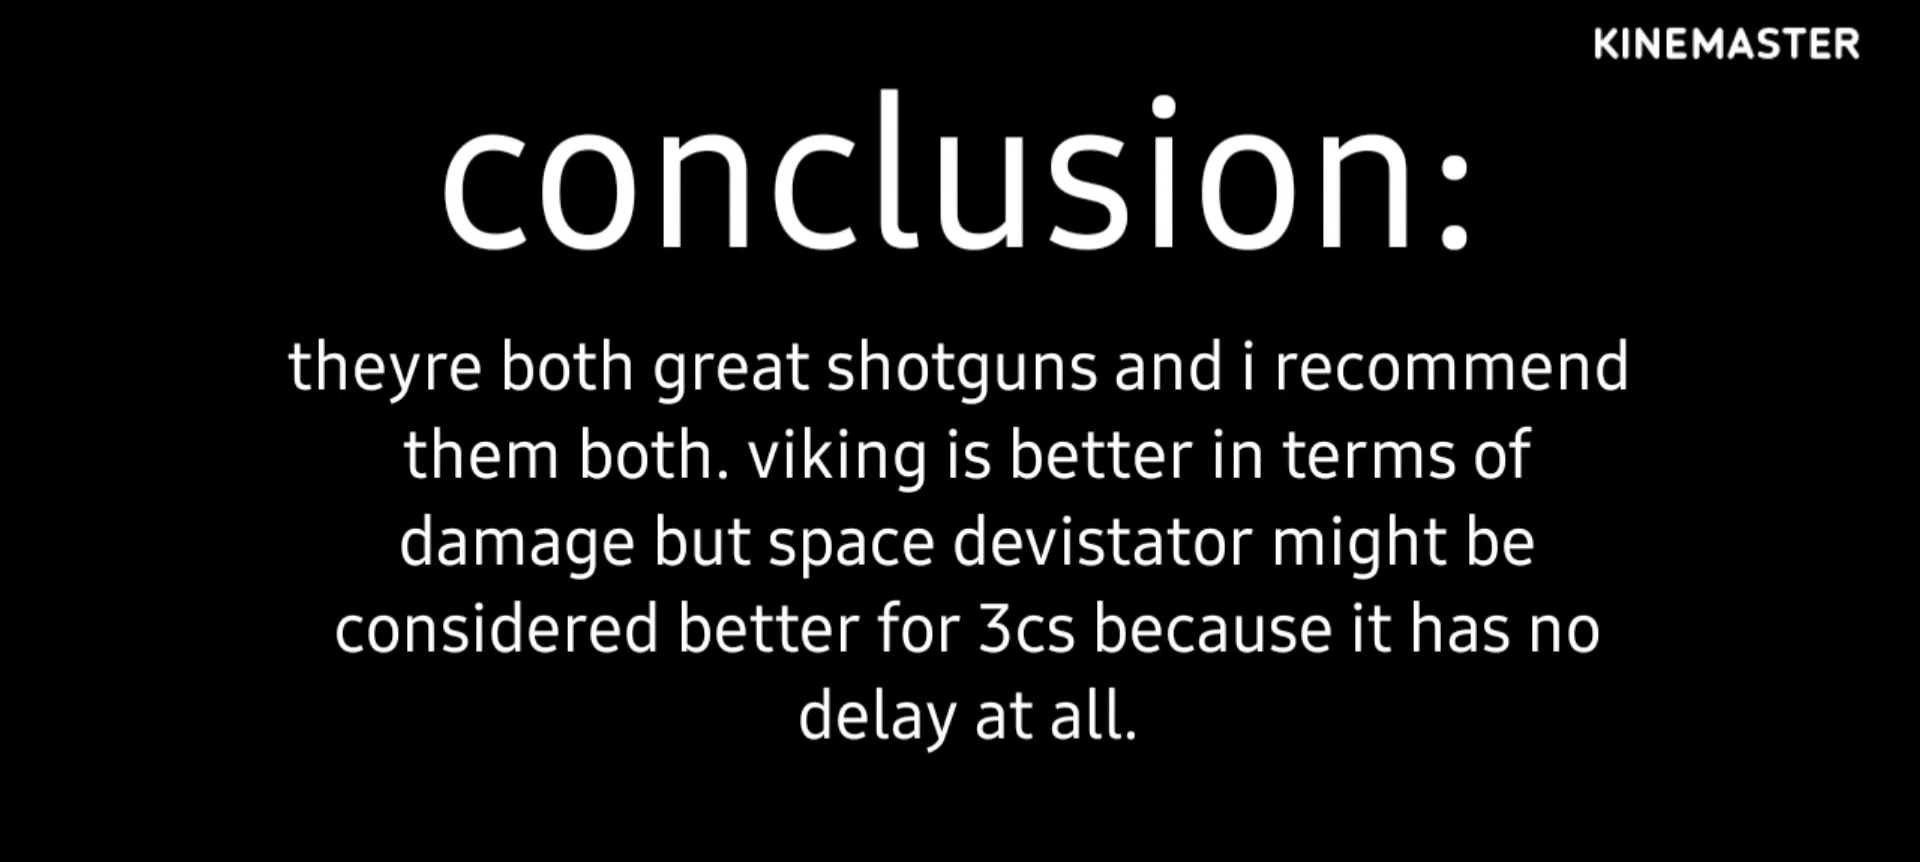 KINEMASTER
conclusion:
theyre both great shotguns and i recommend
them both. viking is better in terms of
damage but space devistator might be
considered better for 3cs because it has no
delay at all.